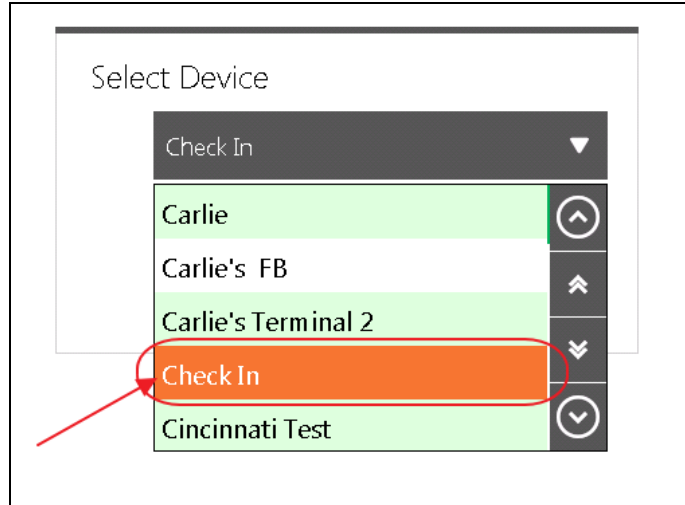 Select Device
Check In
Carlie
Carlie's FB
Carlie's Terminal 2
Check In
Cincinnati Test